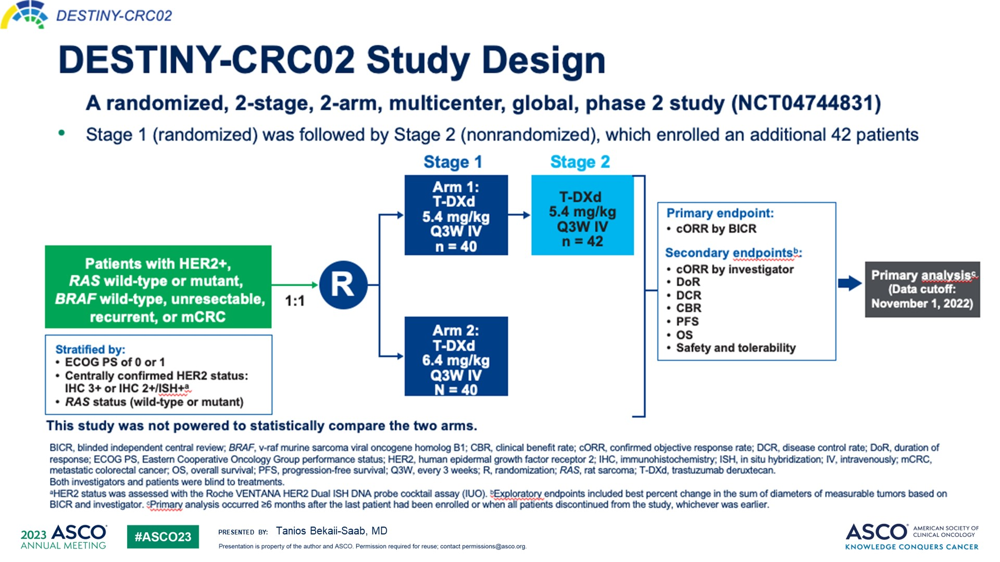 DESTINY-CRC02
DESTINY-CRC02 Study Design
A randomized, 2-stage, 2-arm, multicenter, global, phase 2 study (NCT04744831)
• Stage 1 (randomized) was followed by Stage 2 (nonrandomized), which enrolled an additional 42 patients
Stage 1
Arm 1:
T-DXd
5.4 mg/kg
Q3W IV
n = 40
Stage 2
T-DXd
5.4 mg/kg
Q3W IV
n = 42
Patients with HER2+,
RAS wild-type or mutant,
BRAF wild-type, unresectable,
recurrent, or mCRC
1:1
R
Arm 2:
T-DXd
6.4 mg/kg
Q3W IV
N = 40
Stratified by:
• ECOG PS of 0 or 1
• Centrally confirmed HER2 status:
IHC 3+ or IHC 2+/ISH+ᵃ
• RAS status (wild-type or mutant)
Primary endpoint:
• cORR by BICR
Secondary endpointsᵇ:
• cORR by investigator
• DoR
• DCR
• CBR
• PFS
• OS
• Safety and tolerability
Primary analysisᶜ
(Data cutoff:
November 1, 2022)
This study was not powered to statistically compare the two arms.
BICR, blinded independent central review; BRAF, v-raf murine sarcoma viral oncogene homolog B1; CBR, clinical benefit rate; cORR, confirmed objective response rate; DCR, disease control rate; DoR, duration of
response; ECOG PS, Eastern Cooperative Oncology Group performance status; HER2, human epidermal growth factor receptor 2; IHC, immunohistochemistry; ISH, in situ hybridization; IV, intravenously; mCRC,
metastatic colorectal cancer; OS, overall survival; PFS, progression-free survival; Q3W, every 3 weeks; R, randomization; RAS, rat sarcoma; T-DXd, trastuzumab deruxtecan.
Both investigators and patients were blind to treatments.
ᵃHER2 status was assessed with the Roche VENTANA HER2 Dual ISH DNA probe cocktail assay (IUO). ᵇExploratory endpoints included best percent change in the sum of diameters of measurable tumors based on
BICR and investigator. ᶜPrimary analysis occurred ≥6 months after the last patient had been enrolled or when all patients discontinued from the study, whichever was earlier.
2023 ASCO®
ANNUAL MEETING
#ASCO23
PRESENTED BY: Tanios Bekaii-Saab, MD
Presentation is property of the author and ASCO. Permission required for reuse; contact permissions@asco.org.
ASCO® AMERICAN SOCIETY OF
CLINICAL ONCOLOGY
KNOWLEDGE CONQUERS CANCER